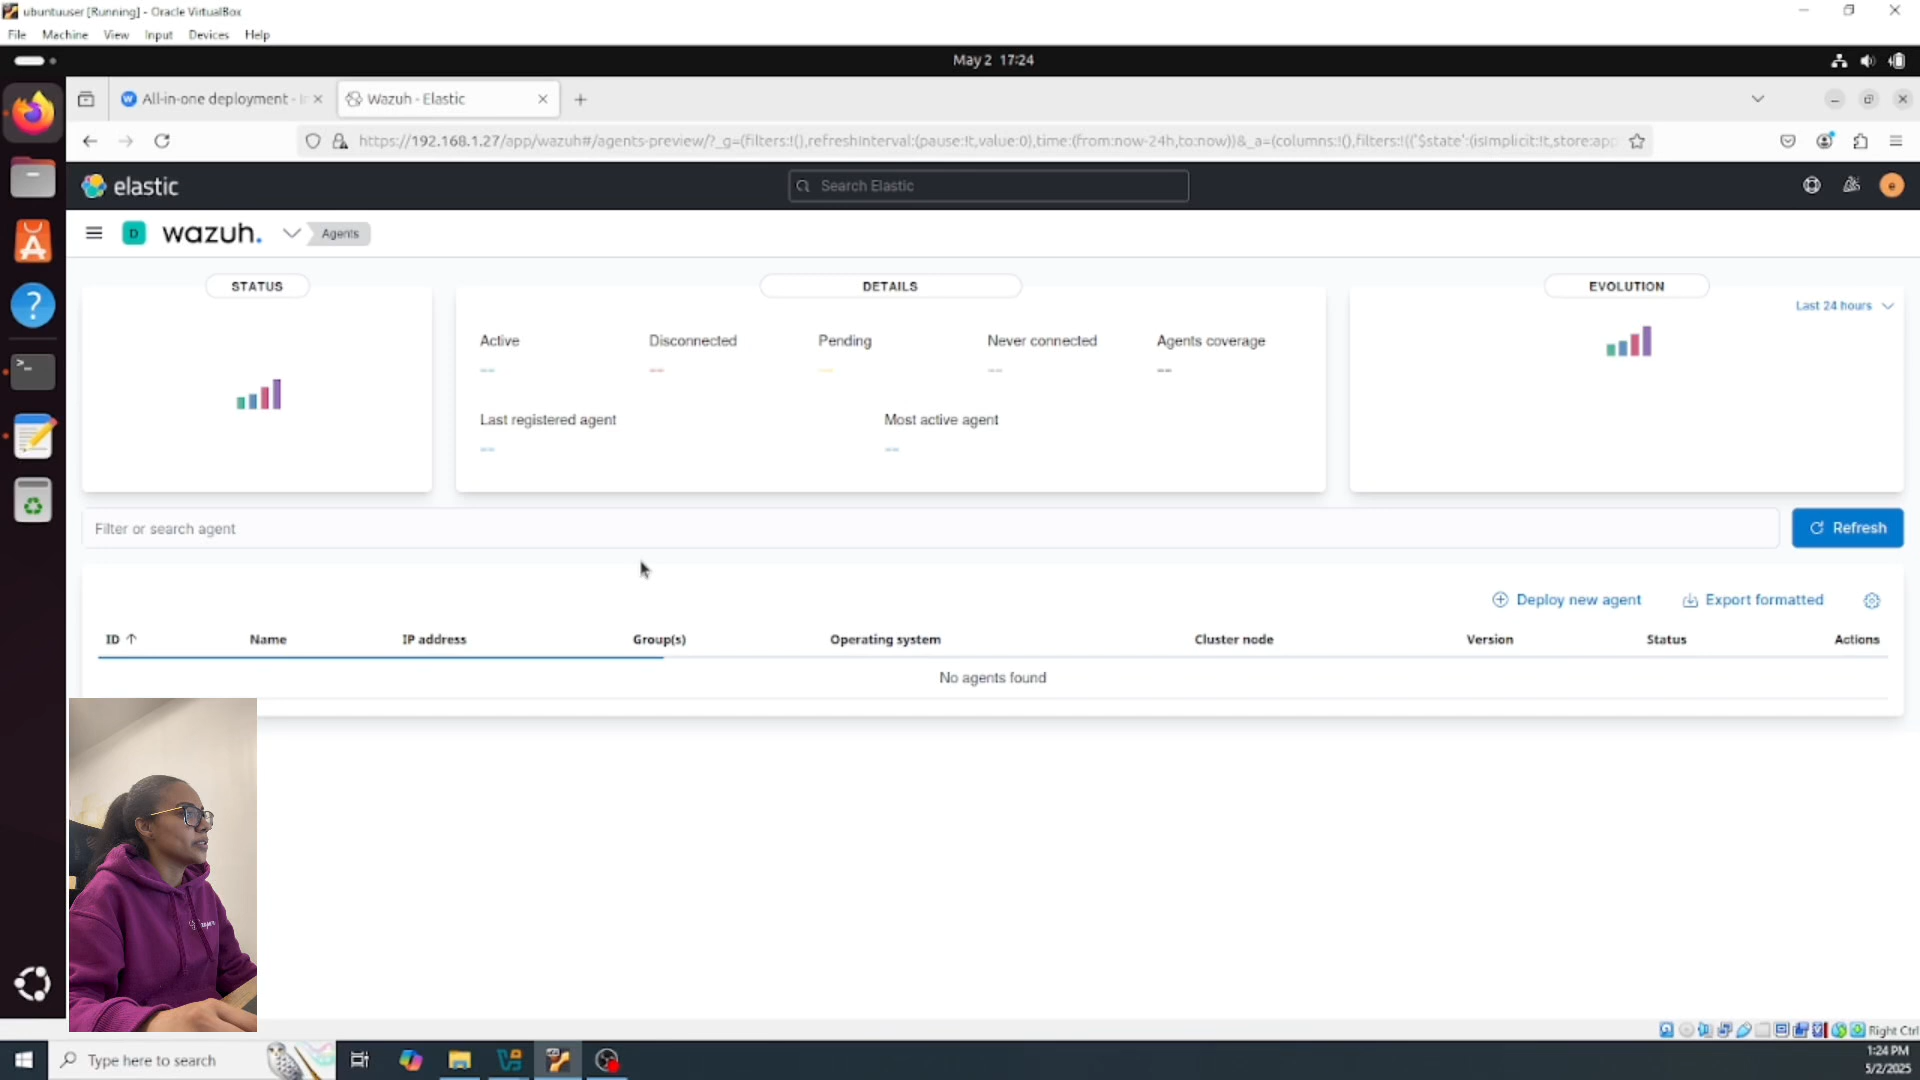 ubuntuuser [Running] - Oracle VirtualBox
File Machine View Input Devices Help
May 2 17:24
All-in-one deployment - I
Wazuh - Elastic
https://192.168.1.27/app/wazuh#/agents-preview/?_g=(filters:!(),refreshInterval:(pause:!t,value:0),time:(from:now-24h,to:now))&_a=(columns:!(),filters:!(('$state':(isImplicit:!t,store:app
elastic
Search Elastic
e
D
wazuh.
Agents
STATUS
DETAILS
EVOLUTION
Last 24 hours
Active
Disconnected
Pending
Never connected
Agents coverage
--
--
--
--
--
Last registered agent
Most active agent
--
--
Filter or search agent
Refresh
Deploy new agent
Export formatted
ID
Name
IP address
Group(s)
Operating system
Cluster node
Version
Status
Actions
No agents found
Right Ctrl
Type here to search
1:24 PM
5/2/2025